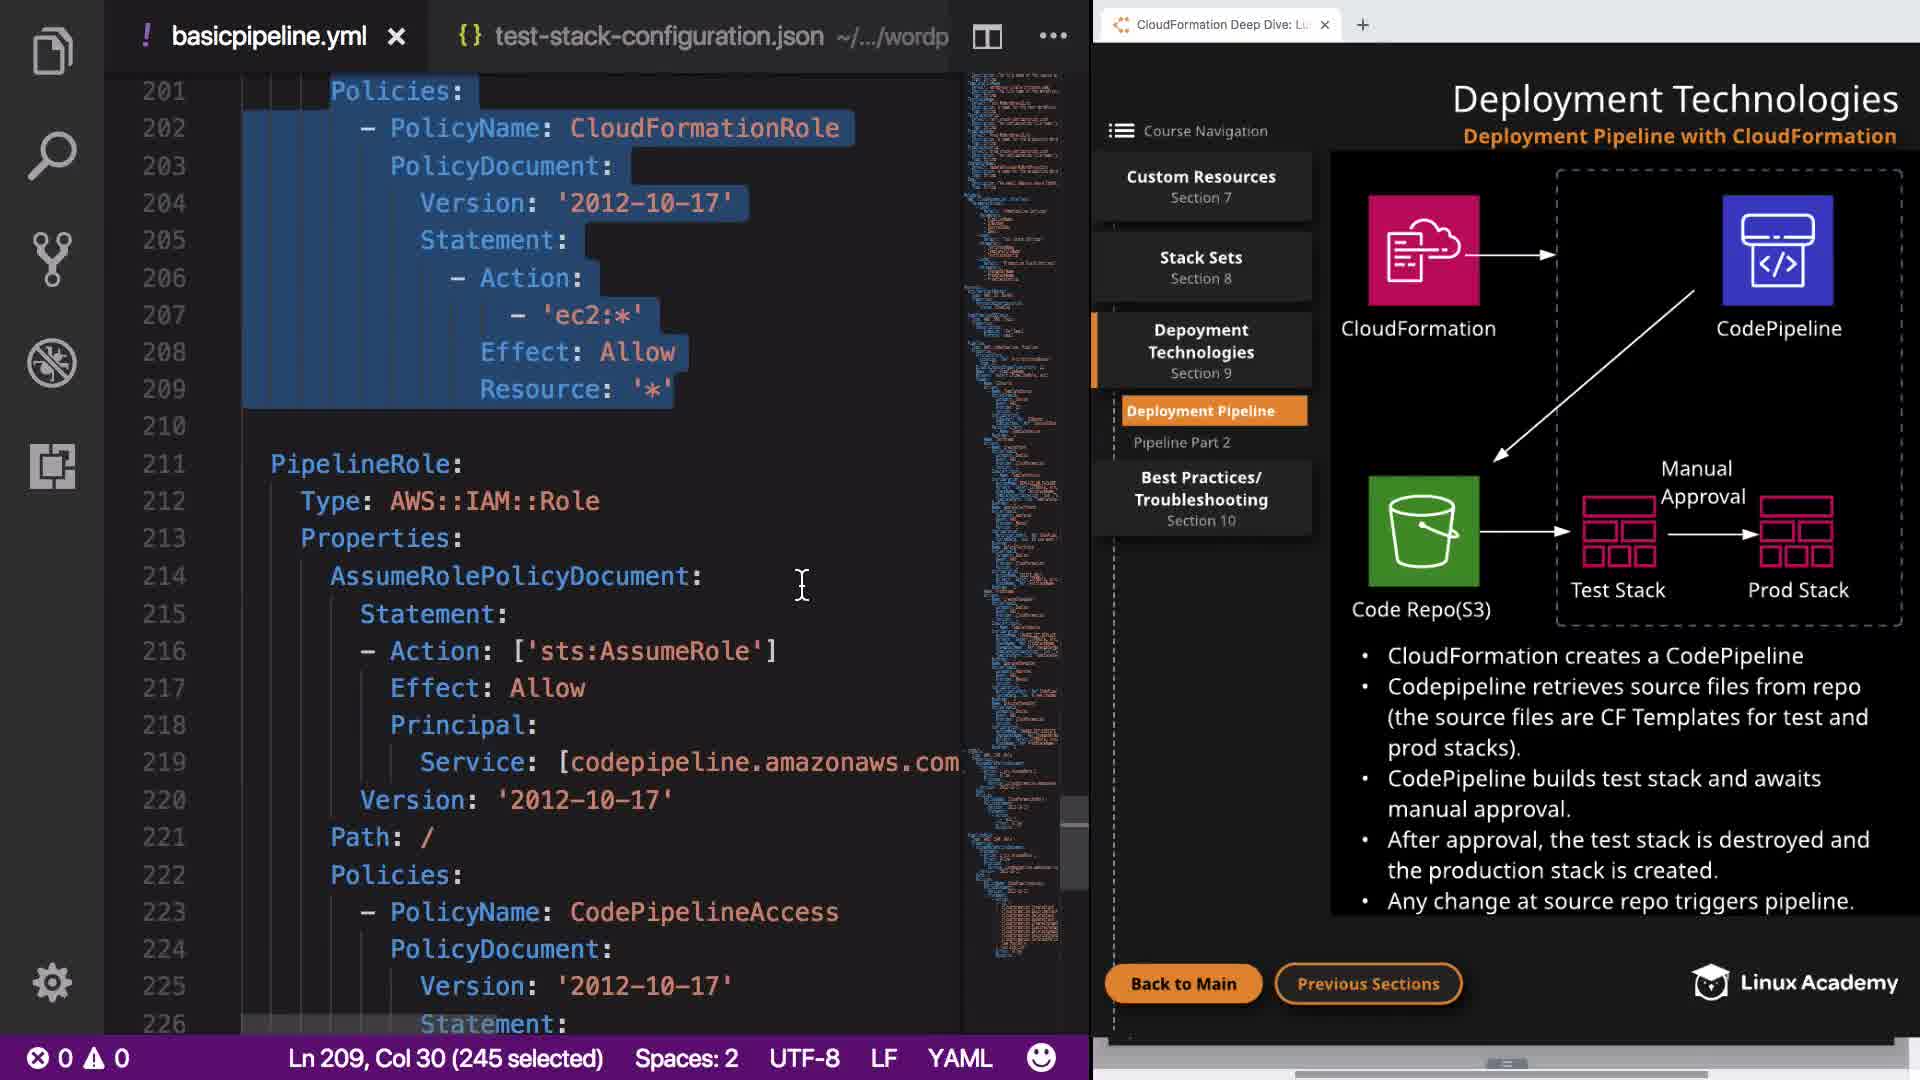 basicpipeline.yml
test-stack-configuration.json ~/.../wordp
201 Policies:
202 - PolicyName: CloudFormationRole
203 PolicyDocument:
204 Version: '2012-10-17'
205 Statement:
206 - Action:
207 - 'ec2:*'
208 Effect: Allow
209 Resource: '*'
210
211 PipelineRole:
212 Type: AWS::IAM::Role
213 Properties:
214 AssumeRolePolicyDocument:
215 Statement:
216 - Action: ['sts:AssumeRole']
217 Effect: Allow
218 Principal:
219 Service: [codepipeline.amazonaws.com
220 Version: '2012-10-17'
221 Path: /
222 Policies:
223 - PolicyName: CodePipelineAccess
224 PolicyDocument:
225 Version: '2012-10-17'
226 Statement:
0 0
Ln 209, Col 30 (245 selected)
Spaces: 2
UTF-8
LF
YAML
CloudFormation Deep Dive: Lu
Deployment Technologies
Deployment Pipeline with CloudFormation
Course Navigation
Custom Resources
Section 7
Stack Sets
Section 8
Depoyment
Technologies
Section 9
Deployment Pipeline
Pipeline Part 2
Best Practices/
Troubleshooting
Section 10
CloudFormation
CodePipeline
Manual
Approval
Code Repo(S3)
Test Stack
Prod Stack
• CloudFormation creates a CodePipeline
• Codepipeline retrieves source files from repo
(the source files are CF Templates for test and
prod stacks).
• CodePipeline builds test stack and awaits
manual approval.
• After approval, the test stack is destroyed and
the production stack is created.
• Any change at source repo triggers pipeline.
Back to Main
Previous Sections
Linux Academy